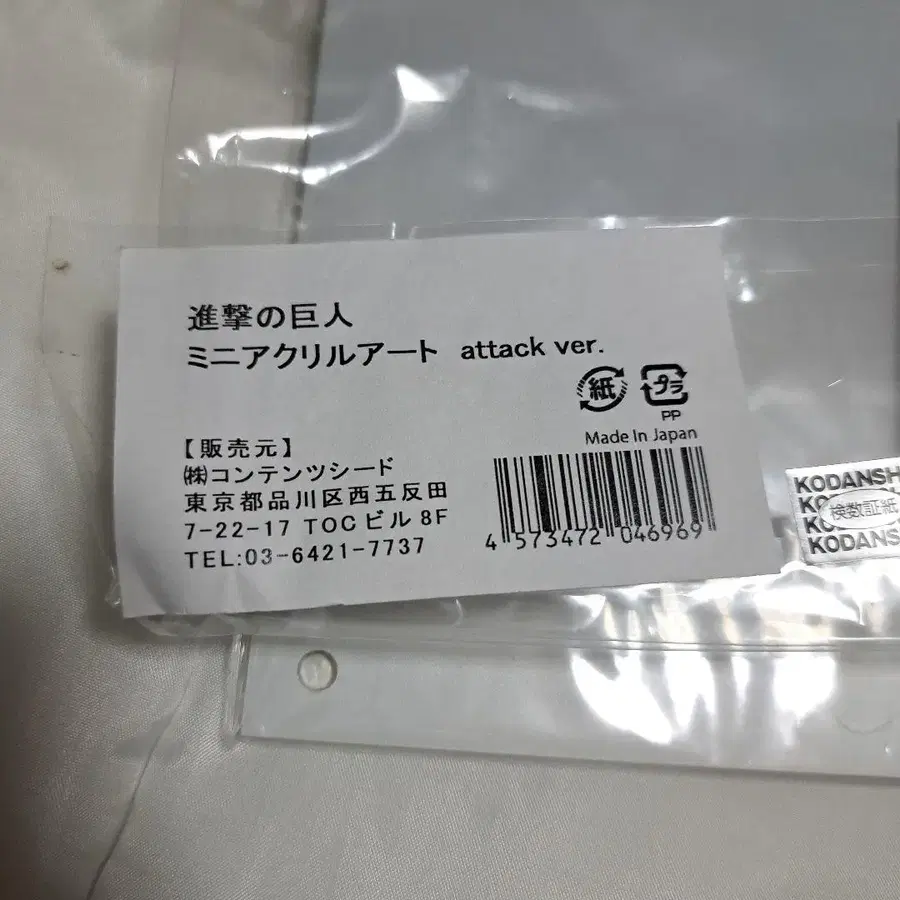 進撃の巨人
ミニアクリルアート attack ver.
紙
プラ
PP
Made In Japan
【販売元】
㈱コンテンツシード
東京都品川区西五反田
7-22-17 TOCビル 8F
TEL:03-6421-7737
4 573472 046969
KODANSH
検数証紙
KODANSH